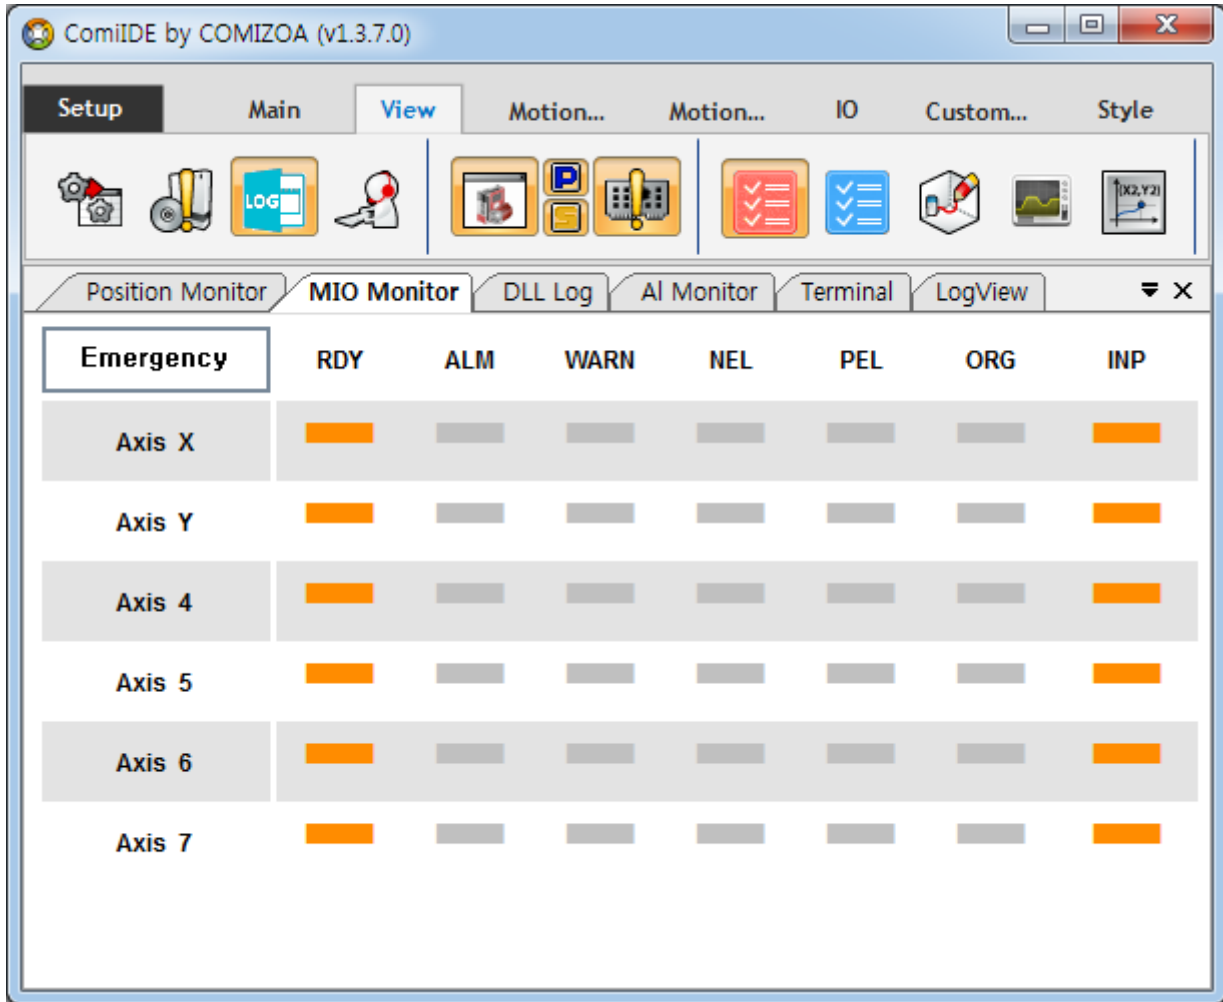 ComiIDE by COMIZOA (v1.3.7.0)
Setup Main View Motion... Motion... IO Custom... Style
LOG P S (X2,Y2)
Position Monitor MIO Monitor DLL Log AI Monitor Terminal LogView
Emergency RDY ALM WARN NEL PEL ORG INP
Axis X
Axis Y
Axis 4
Axis 5
Axis 6
Axis 7